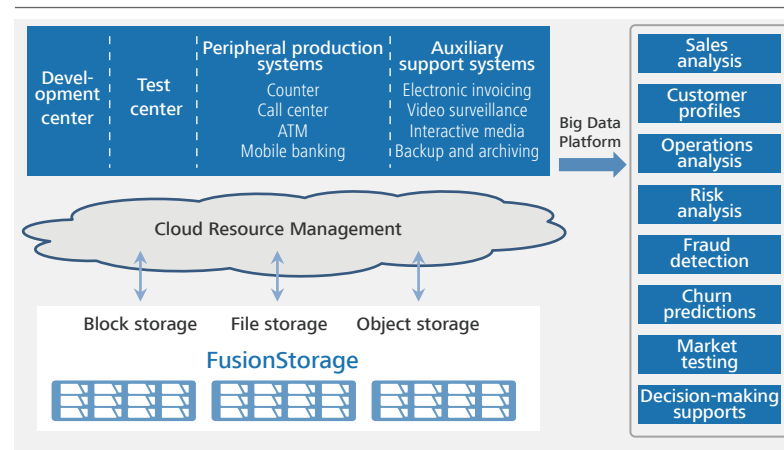 Devel-
opment
center
Test
center
Peripheral production
systems
Counter
Call center
ATM
Mobile banking
Auxiliary
support systems
Electronic invoicing
Video surveillance
Interactive media
Backup and archiving
Big Data
Platform
Sales
analysis
Customer
profiles
Operations
analysis
Risk
analysis
Fraud
detection
Churn
predictions
Market
testing
Decision-making
supports
Cloud Resource Management
Block storage
File storage
Object storage
FusionStorage